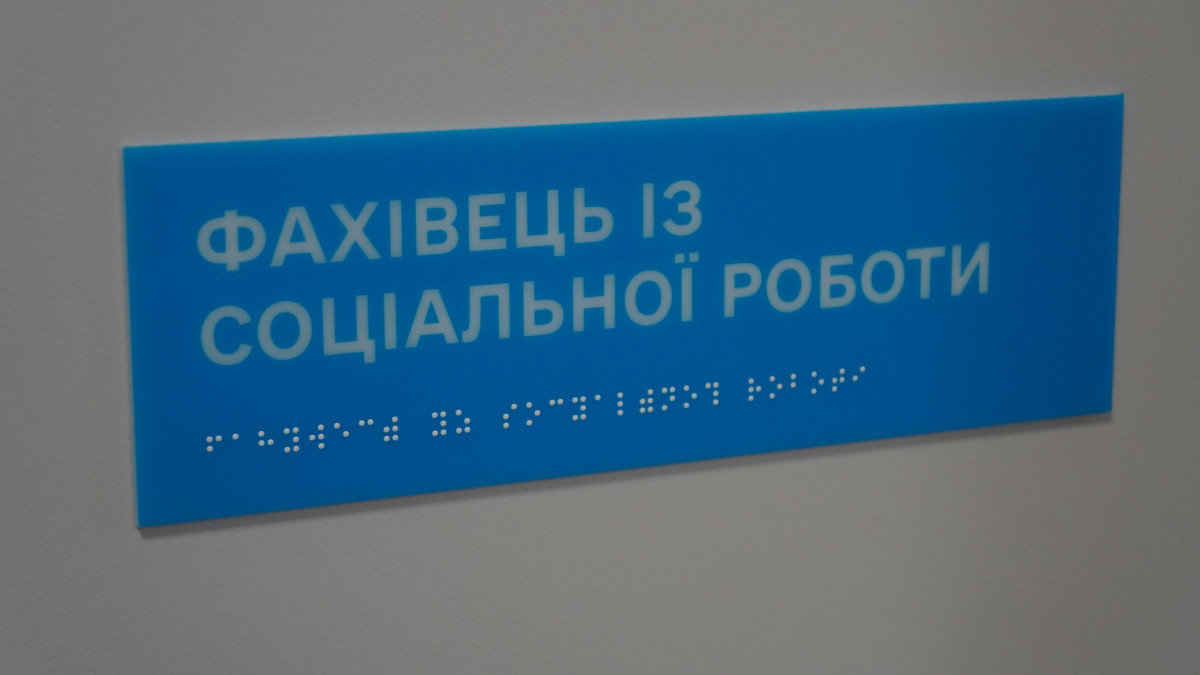 ФАХІВЕЦЬ ІЗ
СОЦІАЛЬНОЇ РОБОТИ
⠋⠁⠓⠽⠺⠑⠉⠾ ⠽⠵ ⠎⠕⠉⠽⠁⠇⠾⠝⠕⠹ ⠗⠕⠃⠕⠞⠊